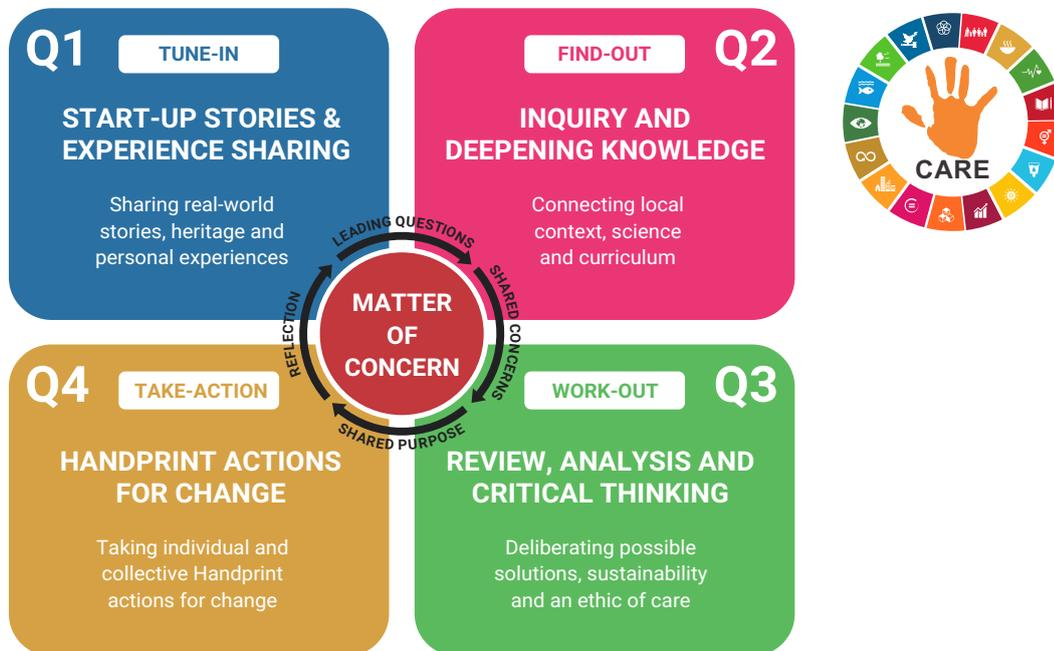 Q1
TUNE-IN
START-UP STORIES &
EXPERIENCE SHARING
Sharing real-world
stories, heritage and
personal experiences
FIND-OUT
Q2
INQUIRY AND
DEEPENING KNOWLEDGE
Connecting local
context, science
and curriculum
CARE
LEADING QUESTIONS
SHARED CONCERNS
SHARED PURPOSE
REFLECTION
MATTER
OF
CONCERN
Q4
TAKE-ACTION
HANDPRINT ACTIONS
FOR CHANGE
Taking individual and
collective Handprint
actions for change
WORK-OUT
Q3
REVIEW, ANALYSIS AND
CRITICAL THINKING
Deliberating possible
solutions, sustainability
and an ethic of care